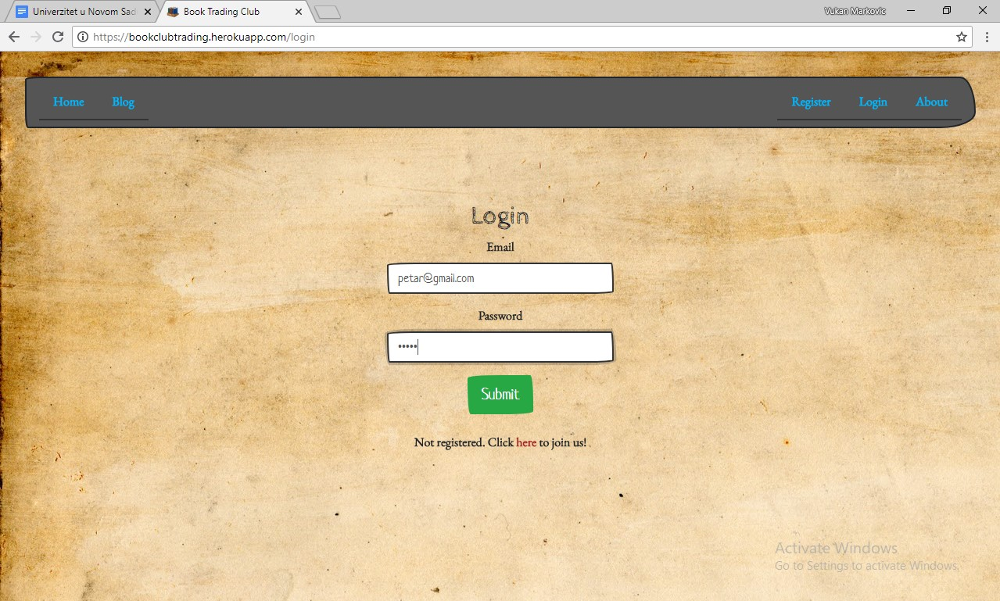 Univerzitet u Novom Sad
Book Trading Club
Vukan Markovic
https://bookclubtrading.herokuapp.com/login
Home Blog Register Login About
Login
Email
petar@gmail.com
Password
•••••
Submit
Not registered. Click here to join us!
Activate Windows
Go to Settings to activate Windows.